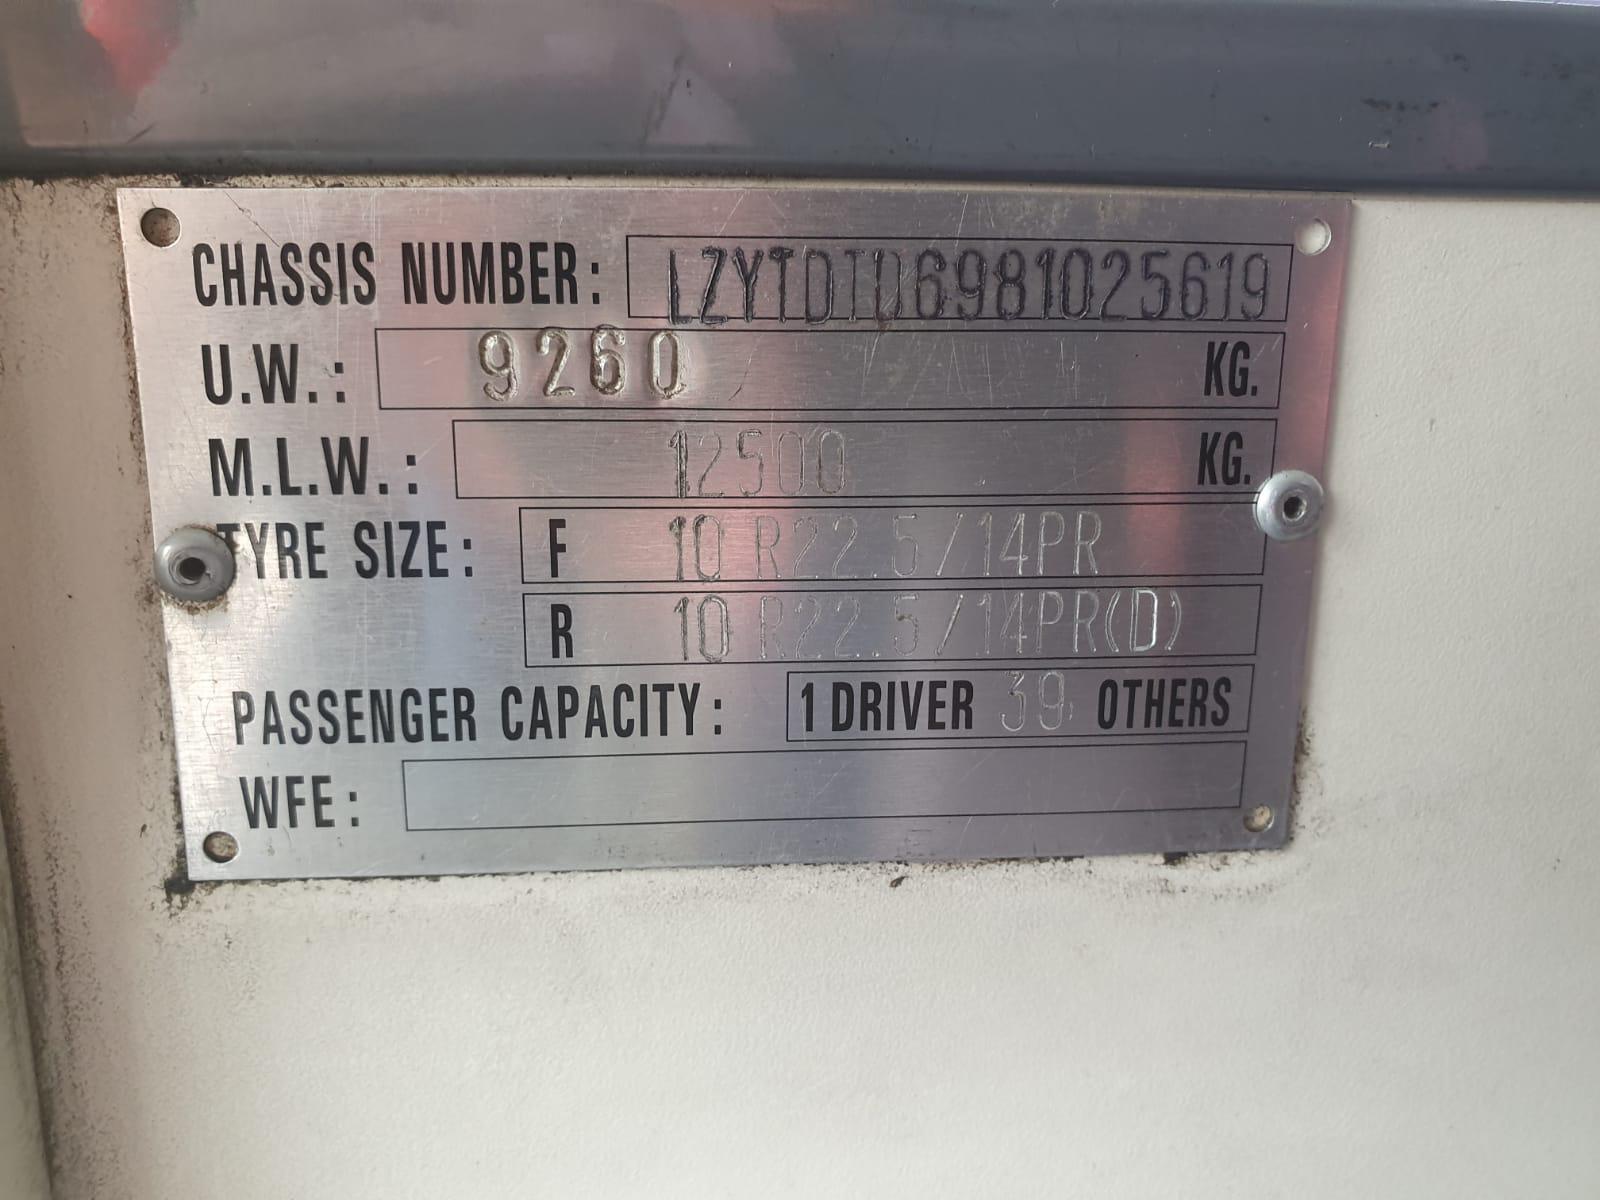 CHASSIS NUMBER: LZYTDTD6981025619
U.W.: 9260 KG.
M.L.W.: 12500 KG.
TYRE SIZE: F 10 R22.5/14PR
R 10 R22.5/14PR(D)
PASSENGER CAPACITY: 1 DRIVER 39 OTHERS
WFE: